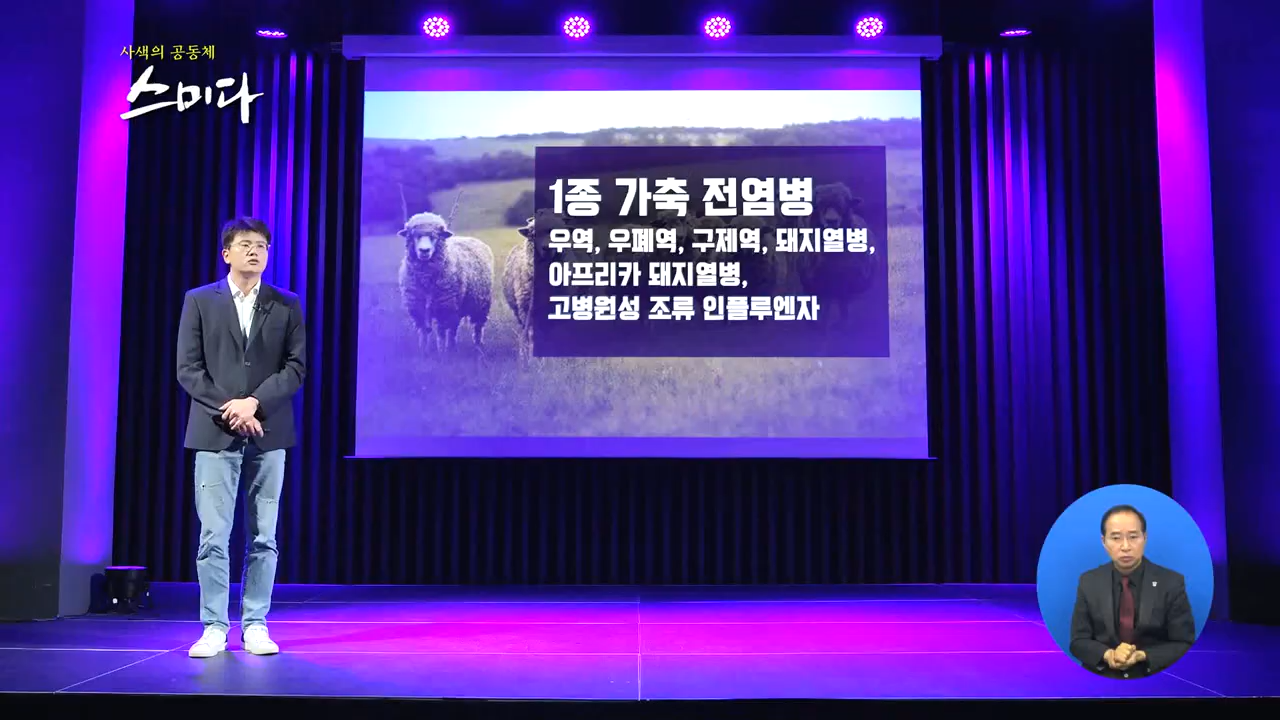 사색의 공동체
스미다
1종 가축 전염병
우역, 우폐역, 구제역, 돼지열병,
아프리카 돼지열병,
고병원성 조류 인플루엔자